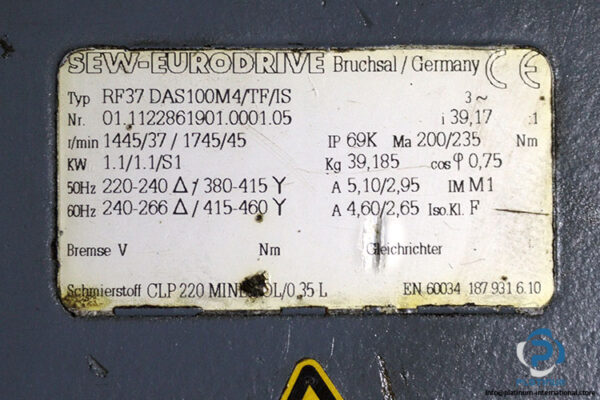 SEW-EURODRIVE Bruchsal / Germany CE
Typ RF37 DAS100M4/TF/IS 3~
Nr. 01.1122861901.0001.05 i 39,17 :1
r/min 1445/37 / 1745/45 IP 69K Ma 200/235 Nm
KW 1.1/1.1/S1 Kg 39,185 cos φ 0,75
50Hz 220-240 Δ / 380-415 Y A 5,10/2,95 IM M1
60Hz 240-266 Δ / 415-460 Y A 4,60/2,65 Iso.Kl. F
Bremse V Nm Gleichrichter
Schmierstoff CLP 220 /0.35 L EN 60034 187 931 6.10
info@platinum-international.store